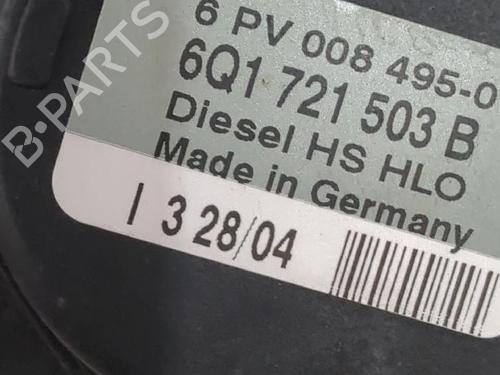 B-PARTS
6 PV 008 495-0
6Q1 721 503 B
Diesel HS HLO
Made in Germany
I 3 28/04